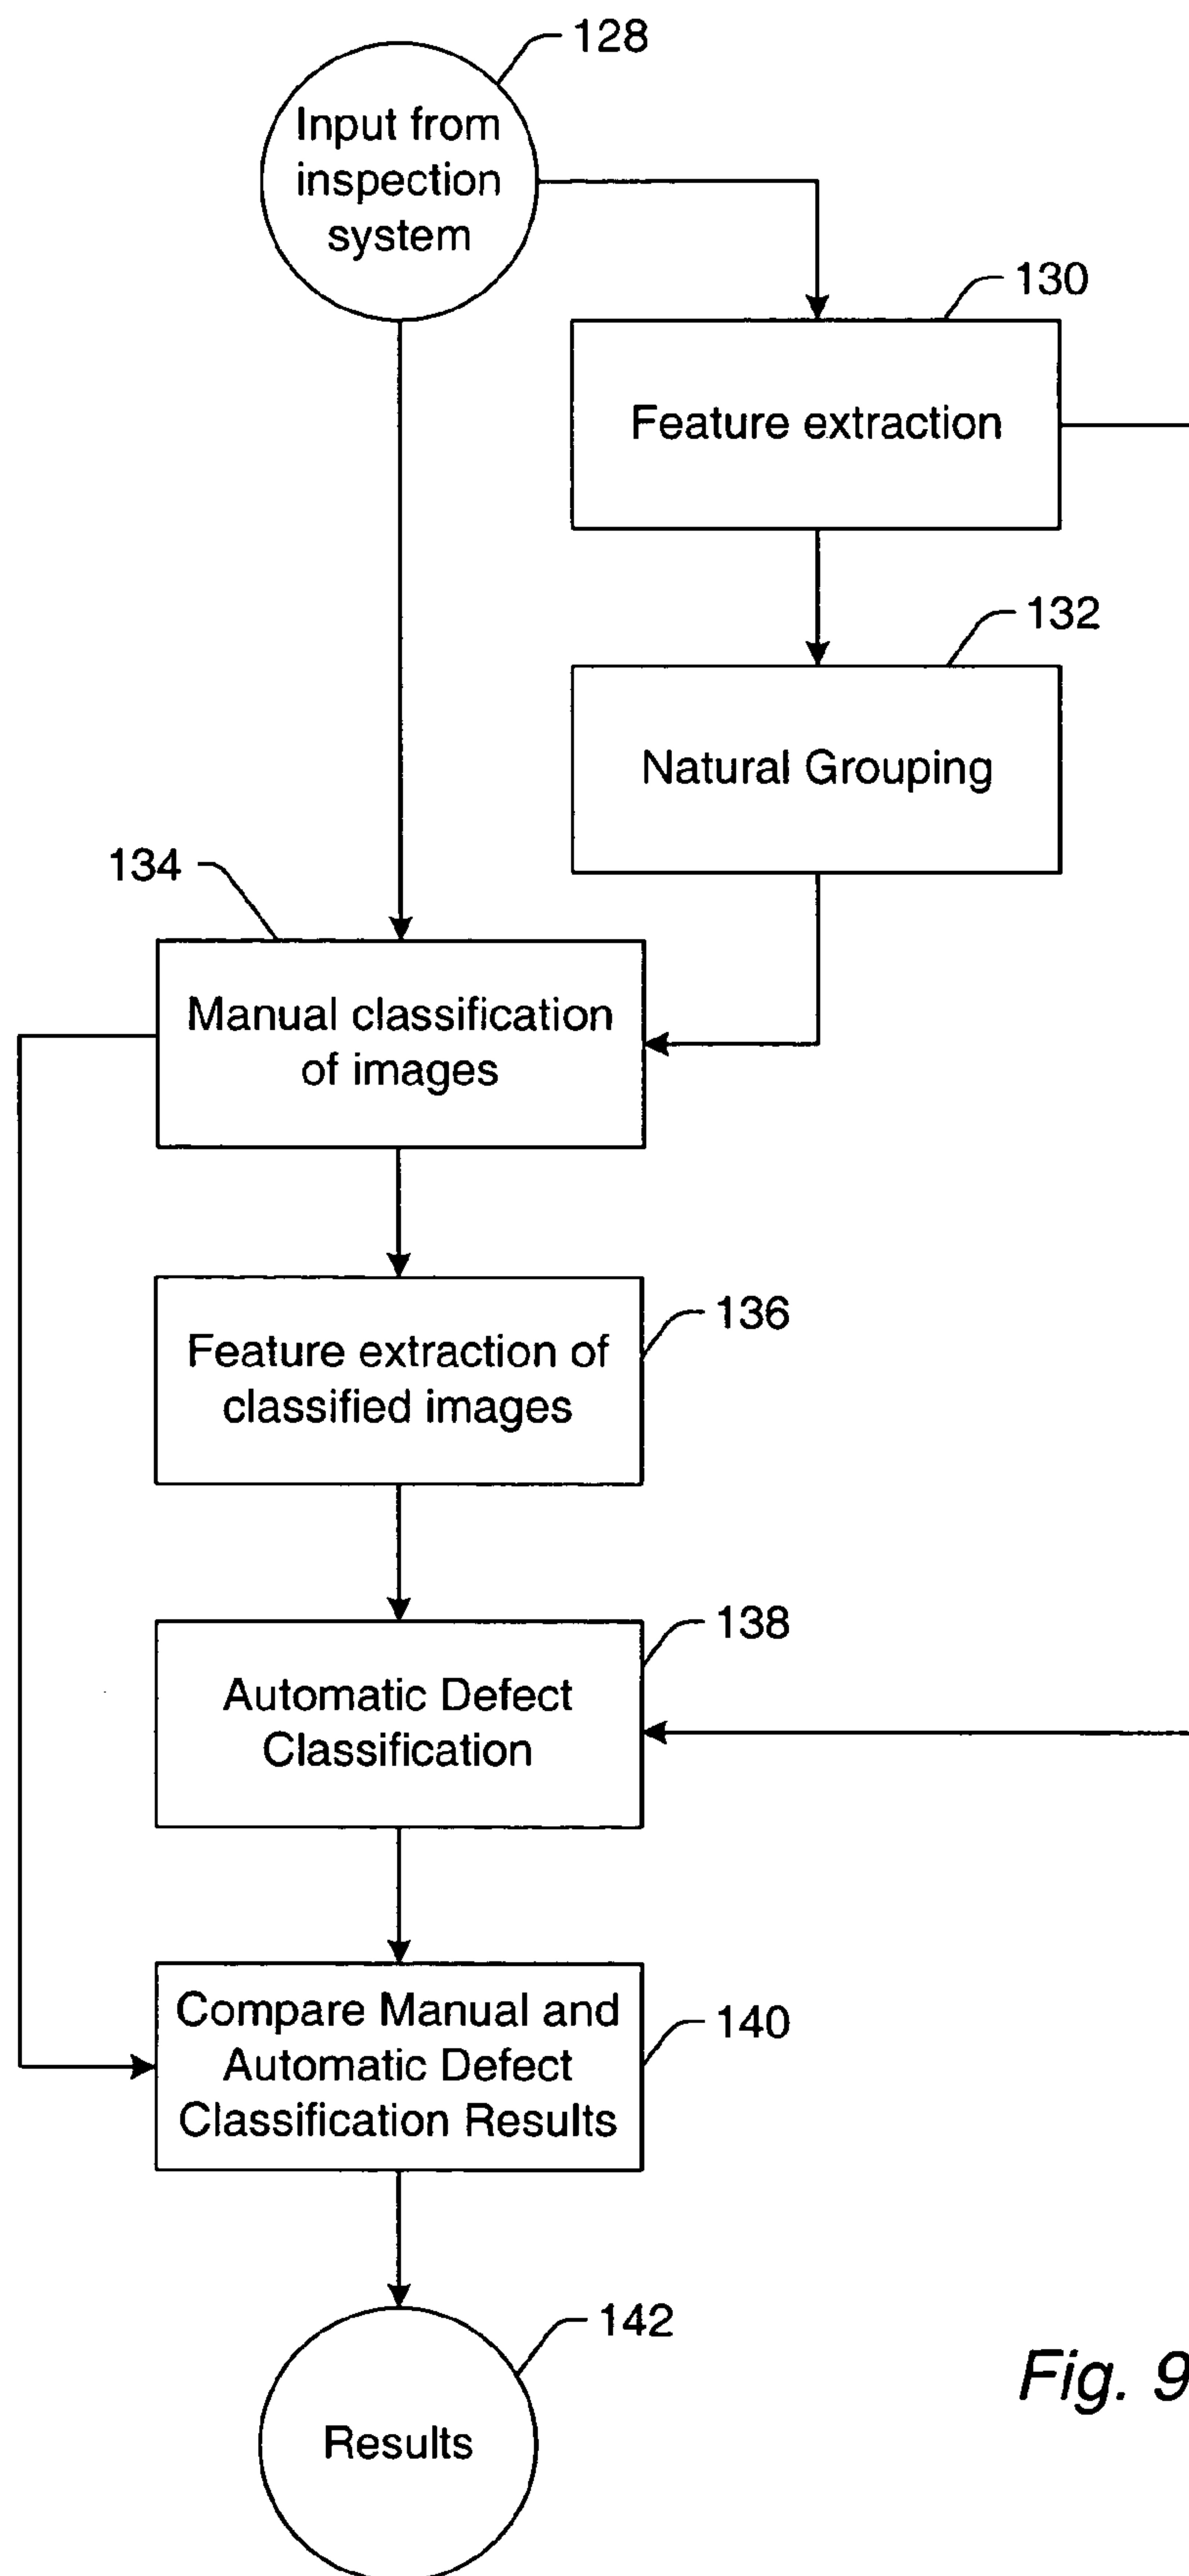 128
Input from
inspection
system
130
Feature extraction
132
Natural Grouping
134
Manual classification
of images
136
Feature extraction of
classified images
138
Automatic Defect
Classification
140
Compare Manual and
Automatic Defect
Classification Results
142
Results
Fig. 9